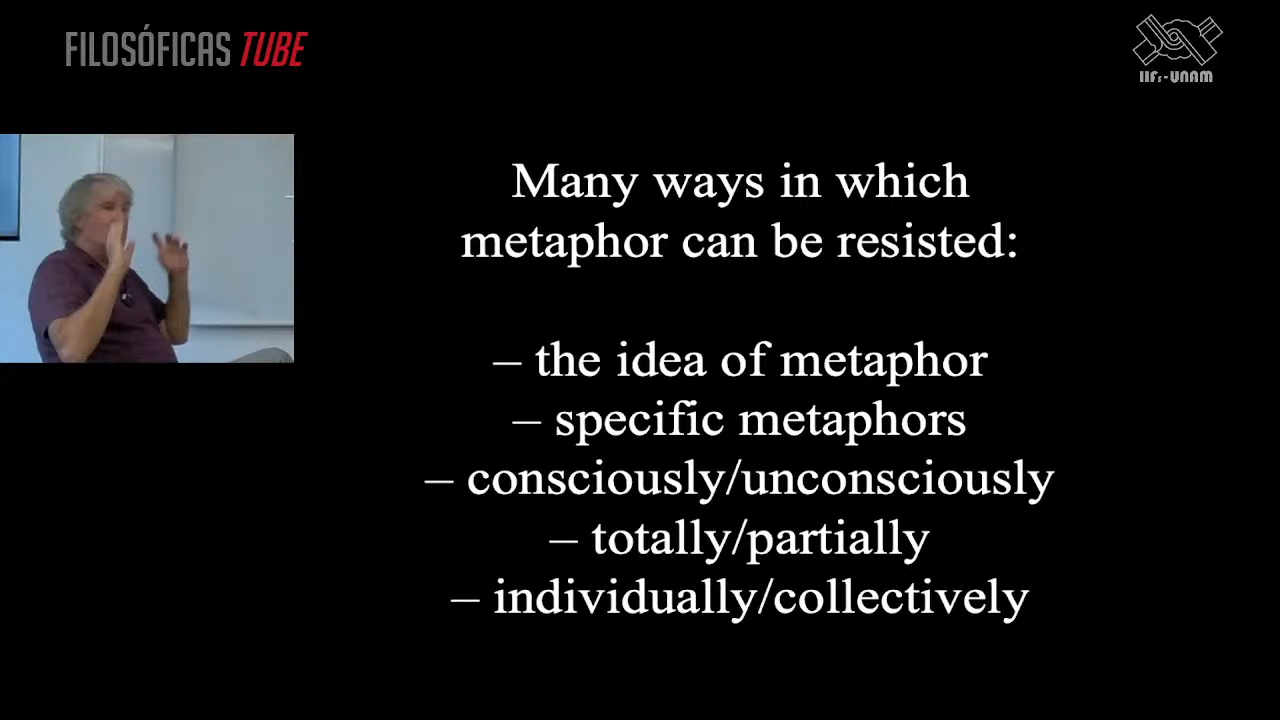 FILOSÓFICAS TUBE
IIFs-UNAM
Many ways in which
metaphor can be resisted:
– the idea of metaphor
– specific metaphors
– consciously/unconsciously
– totally/partially
– individually/collectively